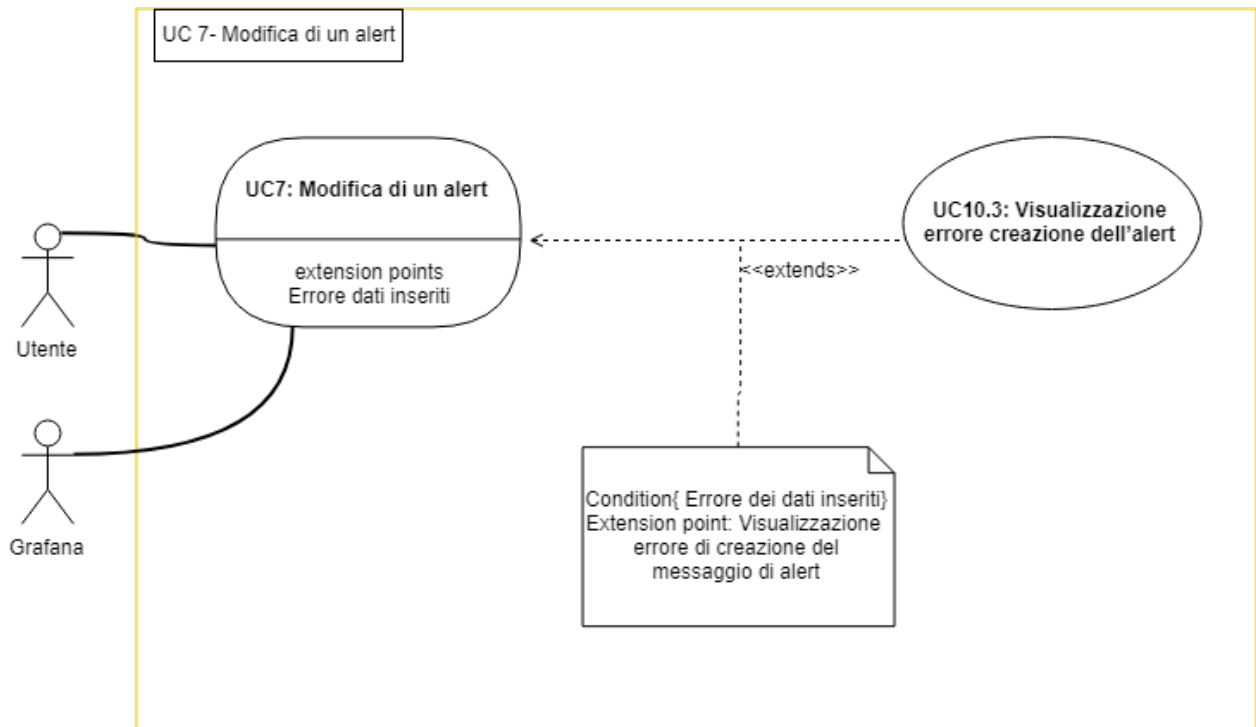 UC 7- Modifica di un alert
UC7: Modifica di un alert
extension points
Errore dati inseriti
UC10.3: Visualizzazione
errore creazione dell'alert
<<extends>>
Utente
Grafana
Condition{ Errore dei dati inseriti}
Extension point: Visualizzazione
errore di creazione del
messaggio di alert